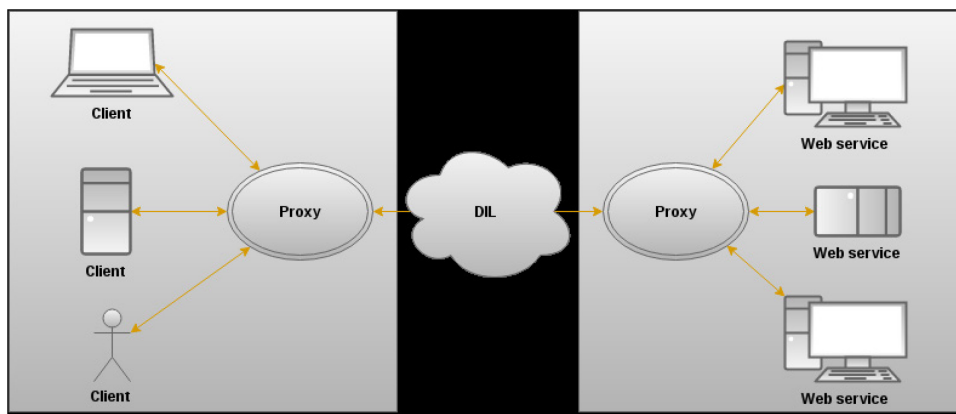 Client
Client
Client
Proxy
DIL
Proxy
Web service
Web service
Web service